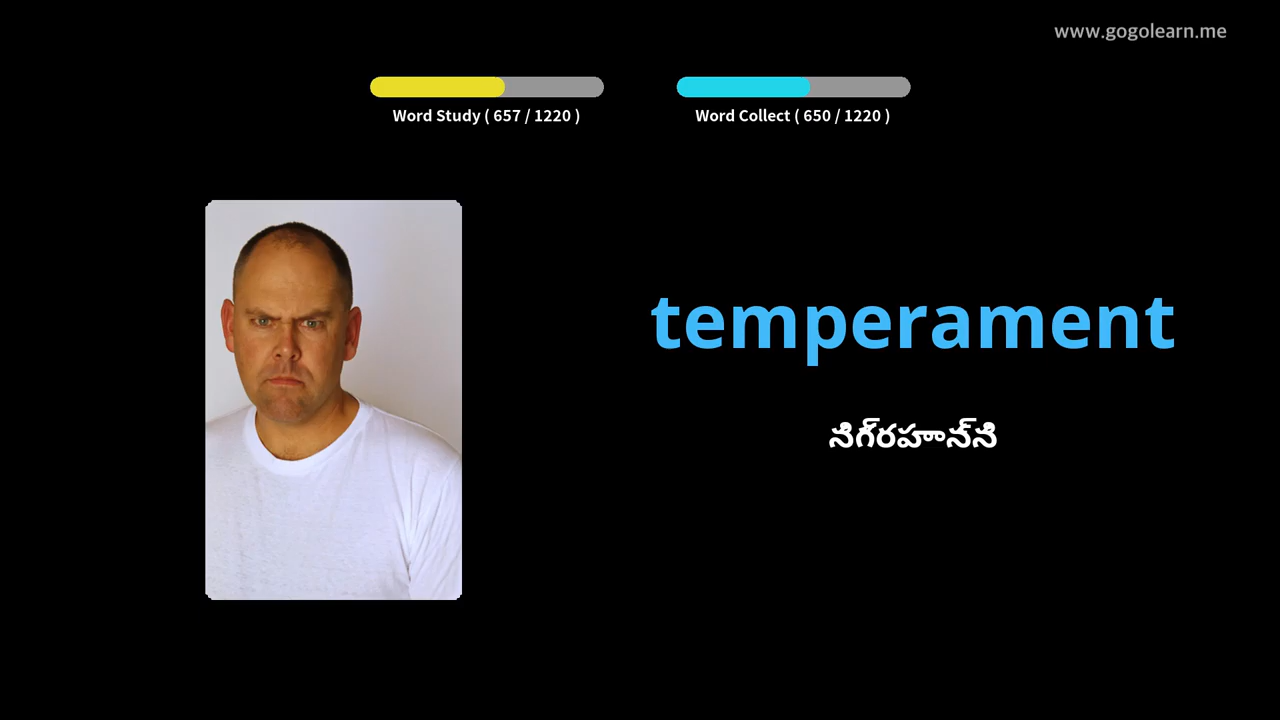 www.gogolearn.me
Word Study ( 657 / 1220 )
Word Collect ( 650 / 1220 )
temperament
నిగ్రహాన్ని